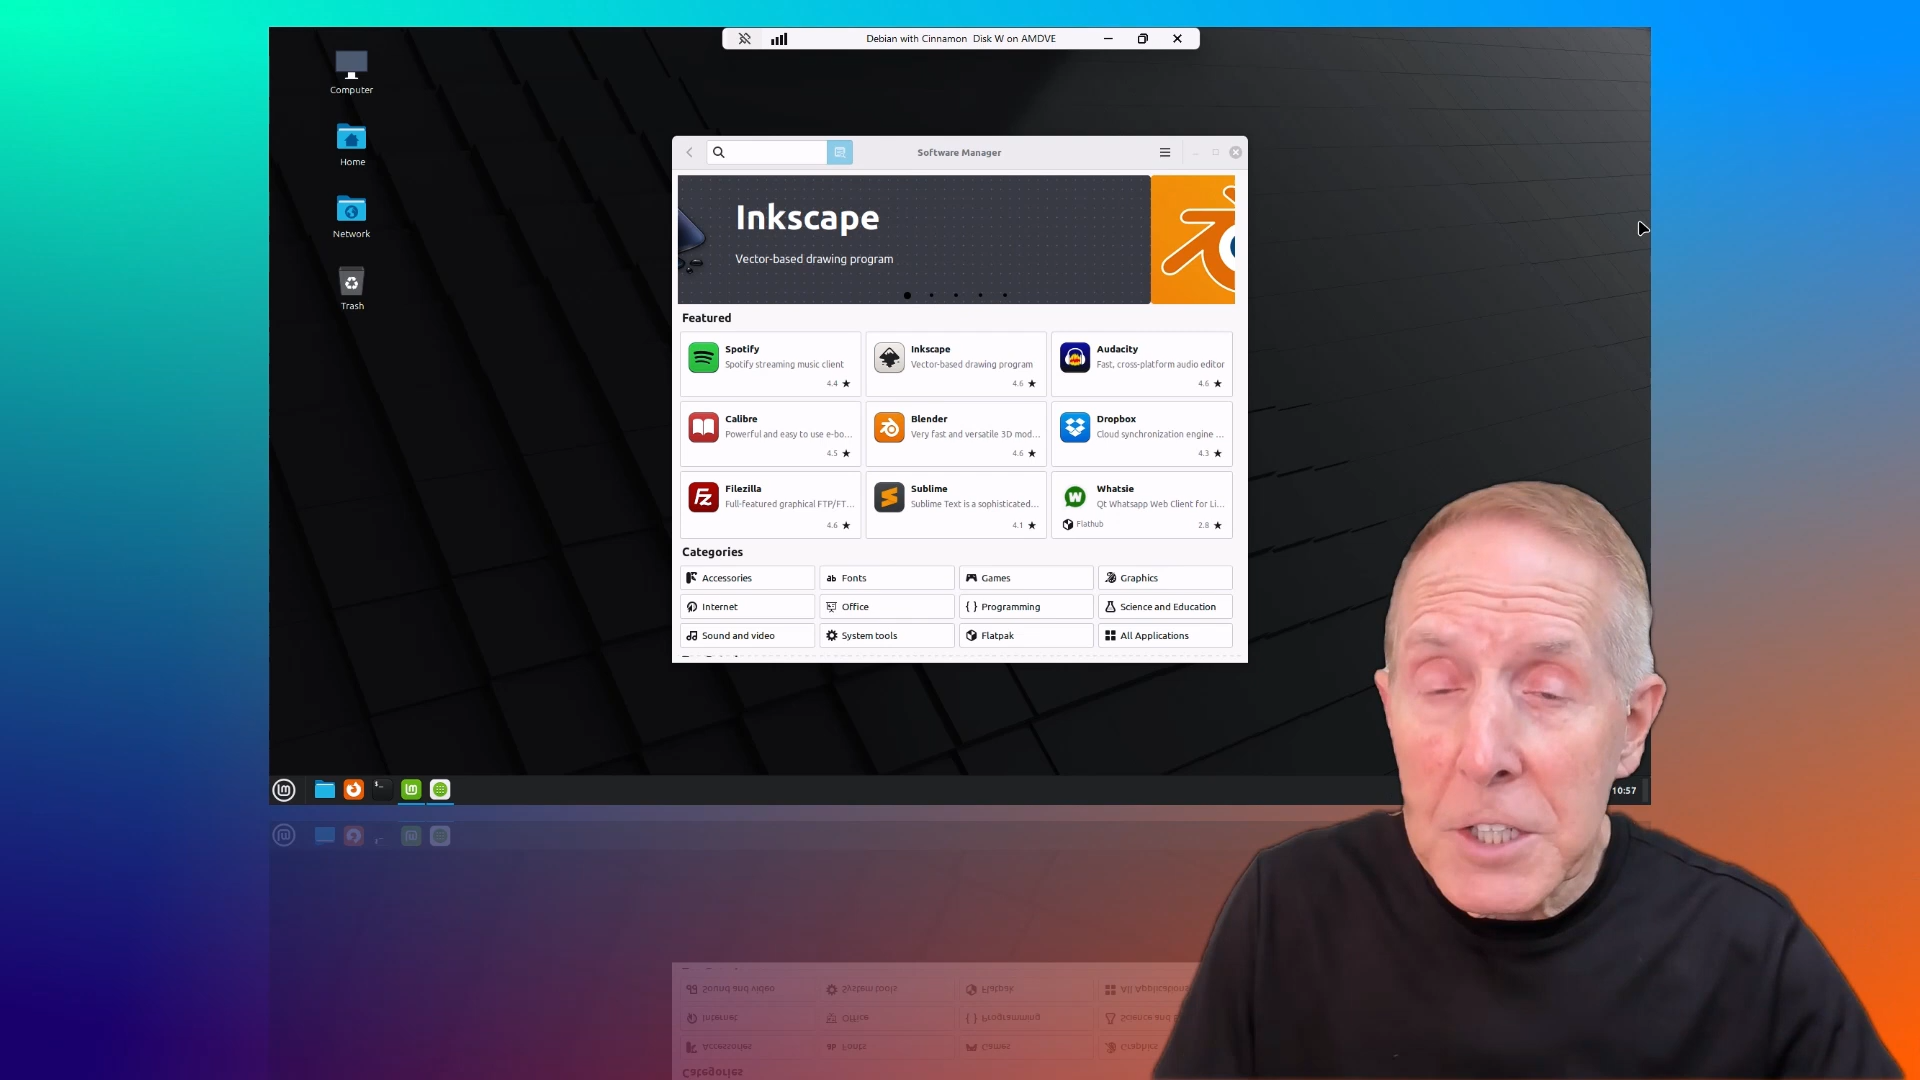 Debian with Cinnamon Disk W on AMDVE
Computer
Home
Network
Trash
Software Manager
Inkscape
Vector-based drawing program
Featured
Spotify
Spotify streaming music client
4.4 ★
Inkscape
Vector-based drawing program
4.6 ★
Audacity
Fast, cross-platform audio editor
4.6 ★
Calibre
Powerful and easy to use e-bo...
4.5 ★
Blender
Very fast and versatile 3D mod...
4.6 ★
Dropbox
Cloud synchronization engine ...
4.3 ★
Filezilla
Full-featured graphical FTP/FT...
4.6 ★
Sublime
Sublime Text is a sophisticated...
4.1 ★
Whatsie
Qt Whatsapp Web Client for Li...
Flathub
2.8 ★
Categories
Accessories
ab Fonts
Games
Graphics
Internet
Office
{ } Programming
Science and Education
Sound and video
System tools
Flatpak
All Applications
10:57